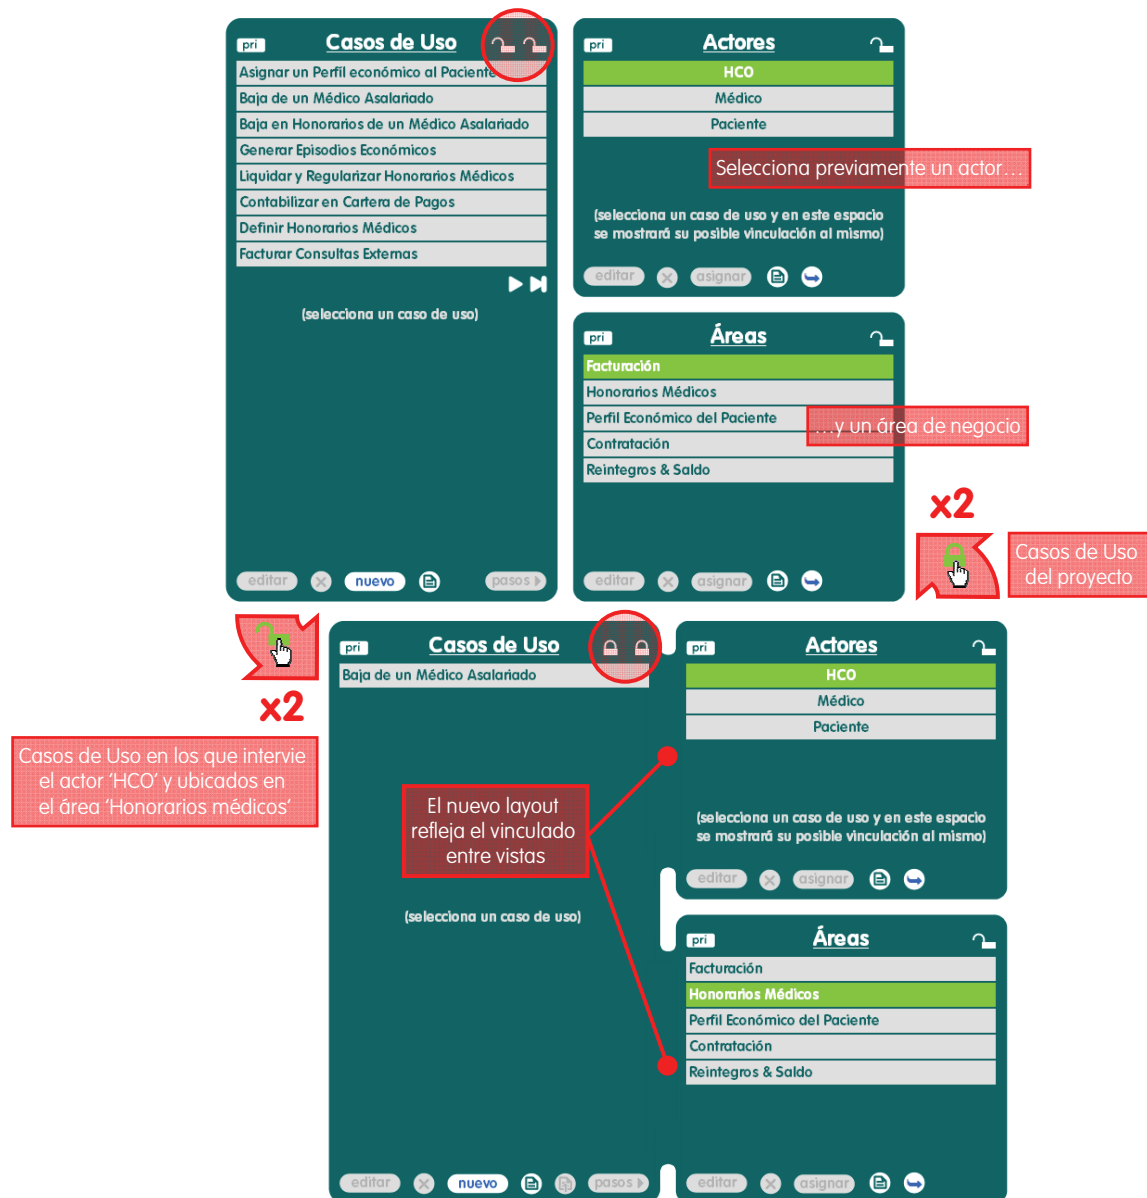 pri
Casos de Uso
Asignar un Perfil económico al Paciente
Baja de un Médico Asalariado
Baja en Honorarios de un Médico Asalariado
Generar Episodios Económicos
Liquidar y Regularizar Honorarios Médicos
Contabilizar en Cartera de Pagos
Definir Honorarios Médicos
Facturar Consultas Externas
(selecciona un caso de uso)
editar
nuevo
pasos
pri
Actores
HCO
Médico
Paciente
Selecciona previamente un actor...
(selecciona un caso de uso y en este espacio
se mostrará su posible vinculación al mismo)
editar
asignar
pri
Áreas
Facturación
Honorarios Médicos
Perfil Económico del Paciente
...y un área de negocio
Contratación
Reintegros & Saldo
editar
asignar
x2
Casos de Uso
del proyecto
x2
Casos de Uso en los que intervie
el actor ‘HCO’ y ubicados en
el área ‘Honorarios médicos‘
pri
Casos de Uso
Baja de un Médico Asalariado
El nuevo layout
refleja el vinculado
entre vistas
(selecciona un caso de uso)
editar
nuevo
pasos
pri
Actores
HCO
Médico
Paciente
(selecciona un caso de uso y en este espacio
se mostrará su posible vinculación al mismo)
editar
asignar
pri
Áreas
Facturación
Honorarios Médicos
Perfil Económico del Paciente
Contratación
Reintegros & Saldo
editar
asignar